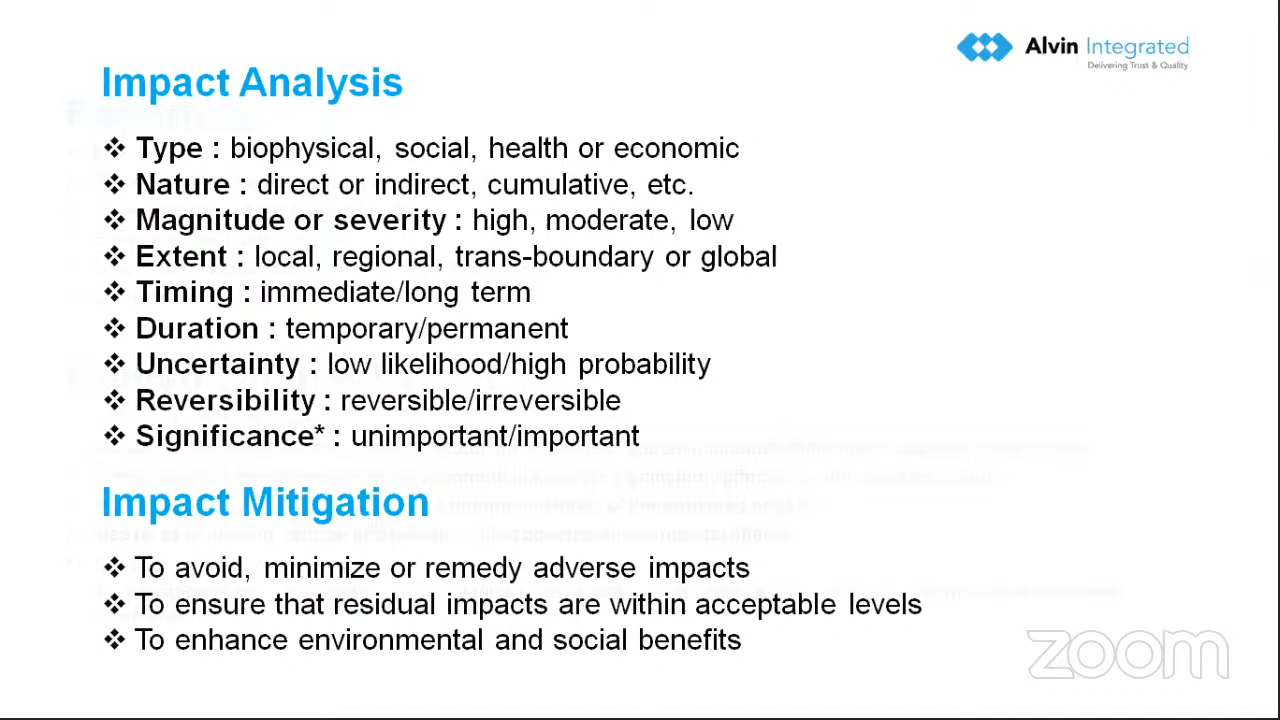 Alvin Integrated
Delivering Trust & Quality
Impact Analysis
❖ Type : biophysical, social, health or economic
❖ Nature : direct or indirect, cumulative, etc.
❖ Magnitude or severity : high, moderate, low
❖ Extent : local, regional, trans-boundary or global
❖ Timing : immediate/long term
❖ Duration : temporary/permanent
❖ Uncertainty : low likelihood/high probability
❖ Reversibility : reversible/irreversible
❖ Significance* : unimportant/important
Impact Mitigation
❖ To avoid, minimize or remedy adverse impacts
❖ To ensure that residual impacts are within acceptable levels
❖ To enhance environmental and social benefits
zoom